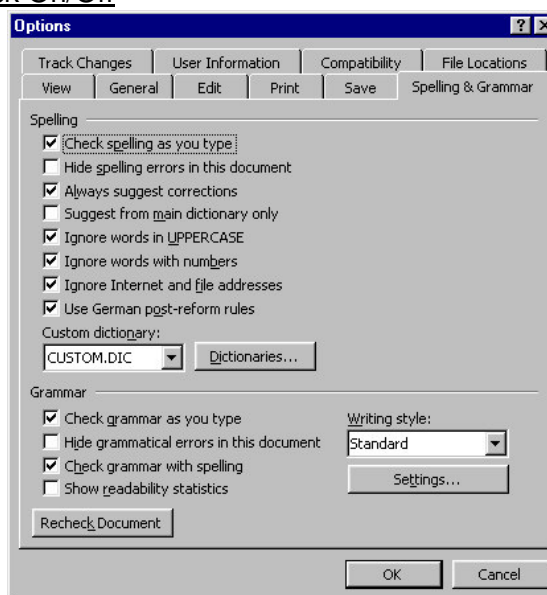 Options
Track Changes User Information Compatibility File Locations
View General Edit Print Save Spelling & Grammar
Spelling
Check spelling as you type
Hide spelling errors in this document
Always suggest corrections
Suggest from main dictionary only
Ignore words in UPPERCASE
Ignore words with numbers
Ignore Internet and file addresses
Use German post-reform rules
Custom dictionary:
CUSTOM.DIC Dictionaries...
Grammar
Check grammar as you type Writing style:
Hide grammatical errors in this document Standard
Check grammar with spelling
Show readability statistics Settings...
Recheck Document
OK Cancel